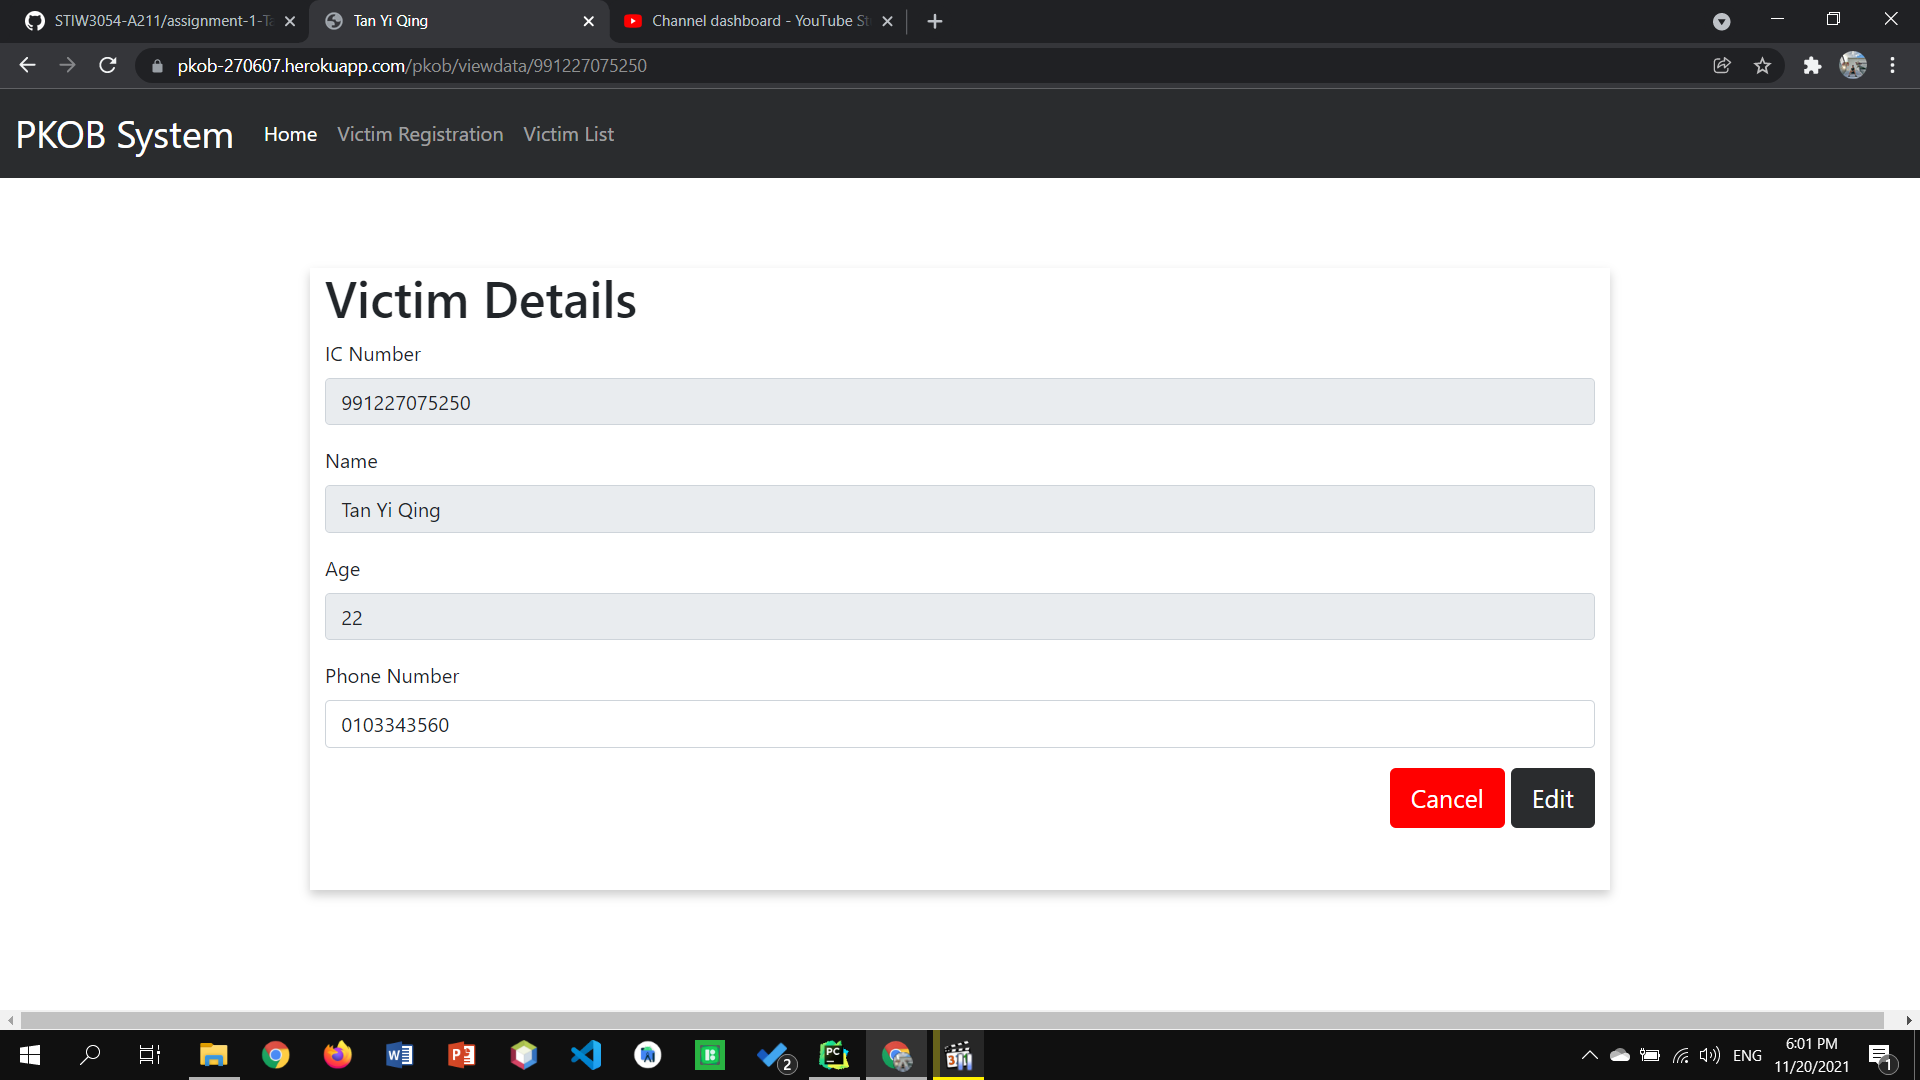 STIW3054-A211/assignment-1-Ta
Tan Yi Qing
Channel dashboard - YouTube St
pkob-270607.herokuapp.com/pkob/viewdata/991227075250
PKOB System
Home
Victim Registration
Victim List
Victim Details
IC Number
991227075250
Name
Tan Yi Qing
Age
22
Phone Number
0103343560
Cancel
Edit
2
PC
ENG
6:01 PM
11/20/2021
1